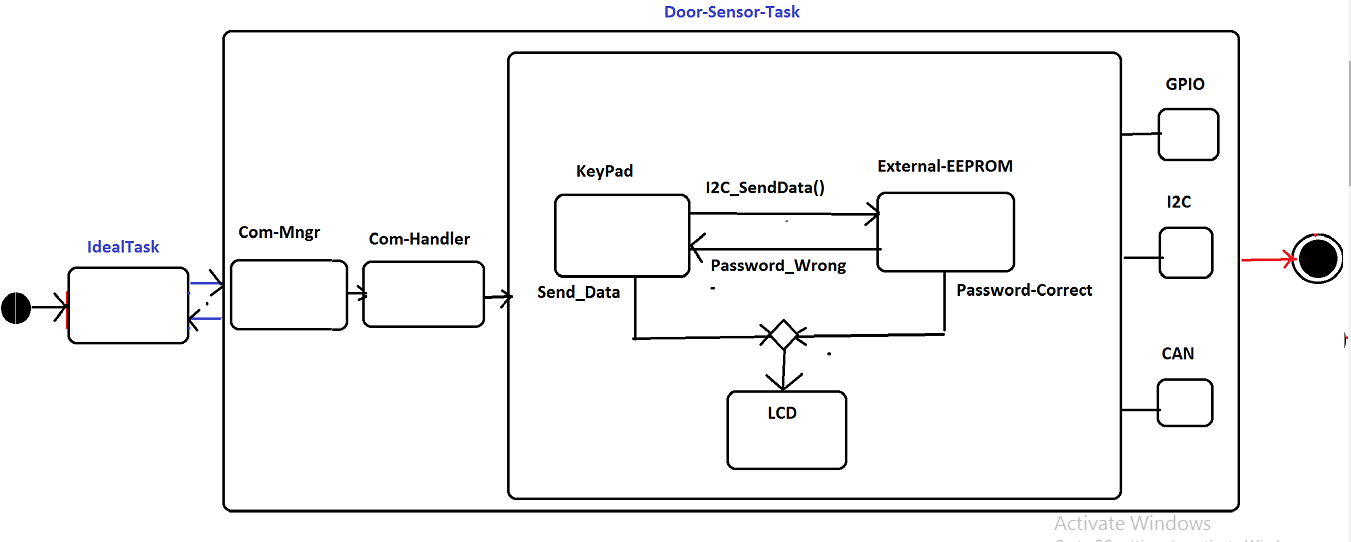 Door-Sensor-Task
GPIO
KeyPad
External-EEPROM
I2C_SendData()
I2C
Com-Mngr
Com-Handler
IdealTask
Password_Wrong
Send_Data
Password-Correct
CAN
LCD
Activate Windows